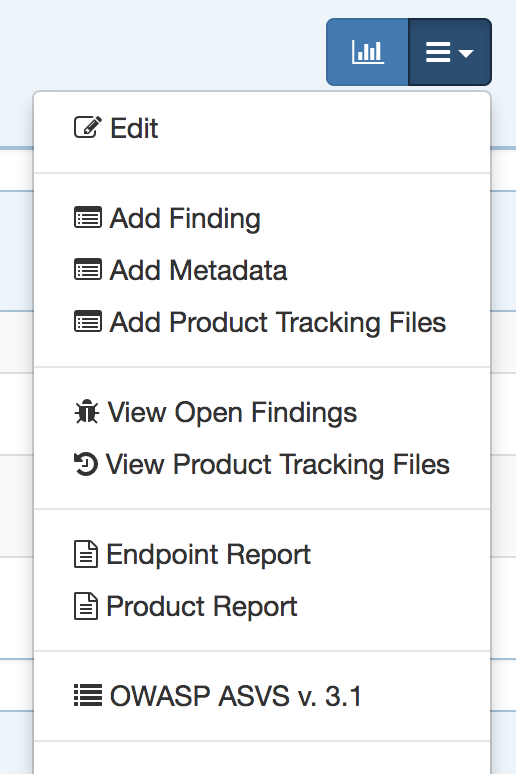 Edit
Add Finding
Add Metadata
Add Product Tracking Files
View Open Findings
View Product Tracking Files
Endpoint Report
Product Report
OWASP ASVS v. 3.1